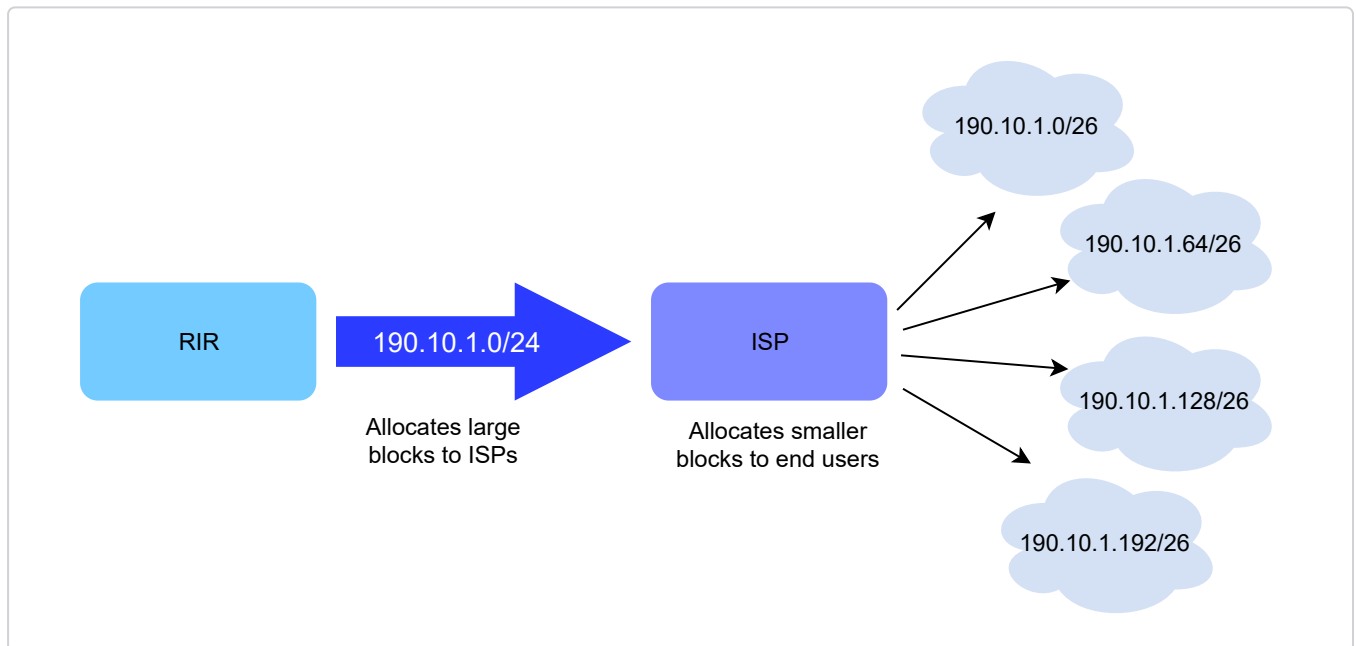 RIR
190.10.1.0/24
Allocates large
blocks to ISPs
ISP
Allocates smaller
blocks to end users
190.10.1.0/26
190.10.1.64/26
190.10.1.128/26
190.10.1.192/26